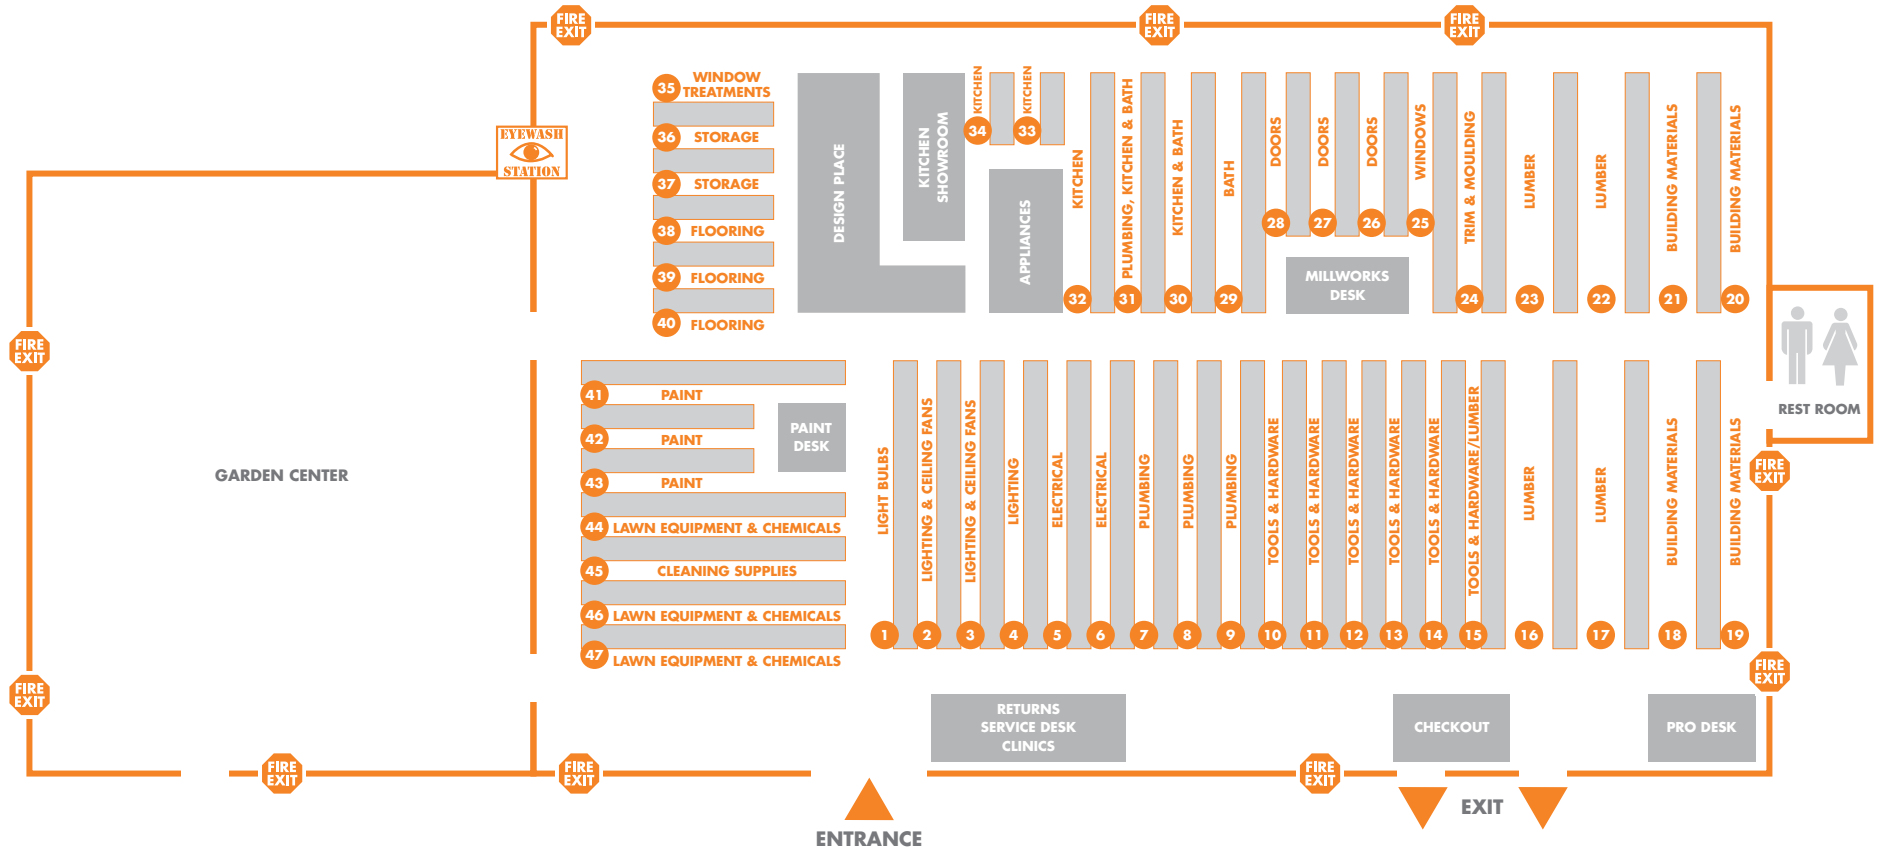 FIRE
EXIT
FIRE
EXIT
FIRE
EXIT
EYEWASH
STATION
35 WINDOW
TREATMENTS
36 STORAGE
37 STORAGE
38 FLOORING
39 FLOORING
40 FLOORING
DESIGN PLACE
KITCHEN
SHOWROOM
KITCHEN
34
KITCHEN
33
APPLIANCES
KITCHEN
32
PLUMBING, KITCHEN & BATH
31
KITCHEN & BATH
30
BATH
29
DOORS
28
DOORS
27
DOORS
26
WINDOWS
25
MILLWORKS
DESK
TRIM & MOULDING
24
LUMBER
23
LUMBER
22
BUILDING MATERIALS
21
BUILDING MATERIALS
20
REST ROOM
FIRE
EXIT
GARDEN CENTER
41 PAINT
42 PAINT
43 PAINT
PAINT
DESK
44 LAWN EQUIPMENT & CHEMICALS
45 CLEANING SUPPLIES
46 LAWN EQUIPMENT & CHEMICALS
47 LAWN EQUIPMENT & CHEMICALS
LIGHT BULBS
1
LIGHTING & CEILING FANS
2
LIGHTING & CEILING FANS
3
LIGHTING
4
ELECTRICAL
5
ELECTRICAL
6
PLUMBING
7
PLUMBING
8
PLUMBING
9
TOOLS & HARDWARE
10
TOOLS & HARDWARE
11
TOOLS & HARDWARE
12
TOOLS & HARDWARE
13
TOOLS & HARDWARE
14
TOOLS & HARDWARE/LUMBER
15
LUMBER
16
LUMBER
17
BUILDING MATERIALS
18
BUILDING MATERIALS
19
FIRE
EXIT
FIRE
EXIT
FIRE
EXIT
RETURNS
SERVICE DESK
CLINICS
CHECKOUT
PRO DESK
FIRE
EXIT
FIRE
EXIT
FIRE
EXIT
ENTRANCE
EXIT